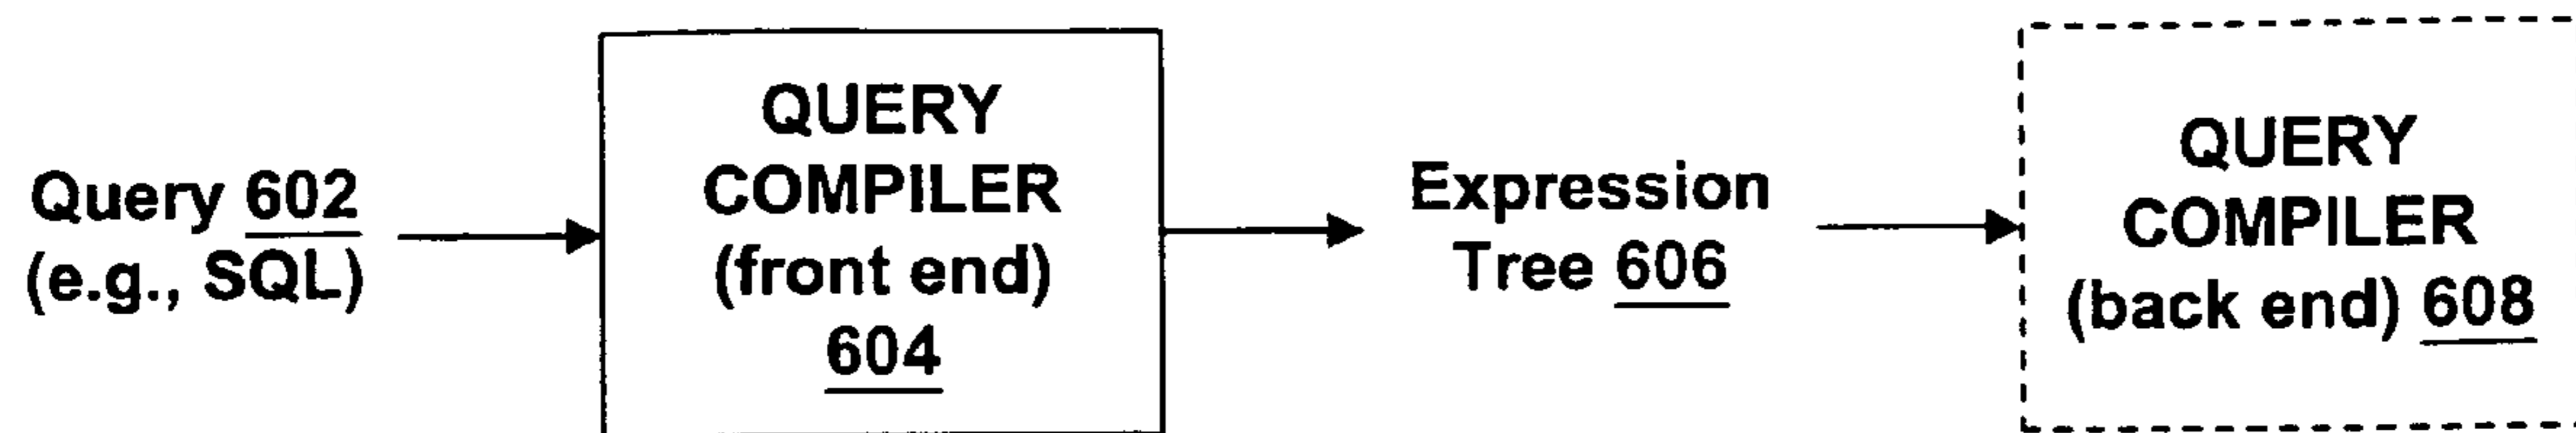 Query 602
(e.g., SQL)
QUERY
COMPILER
(front end)
604
Expression
Tree 606
QUERY
COMPILER
(back end) 608